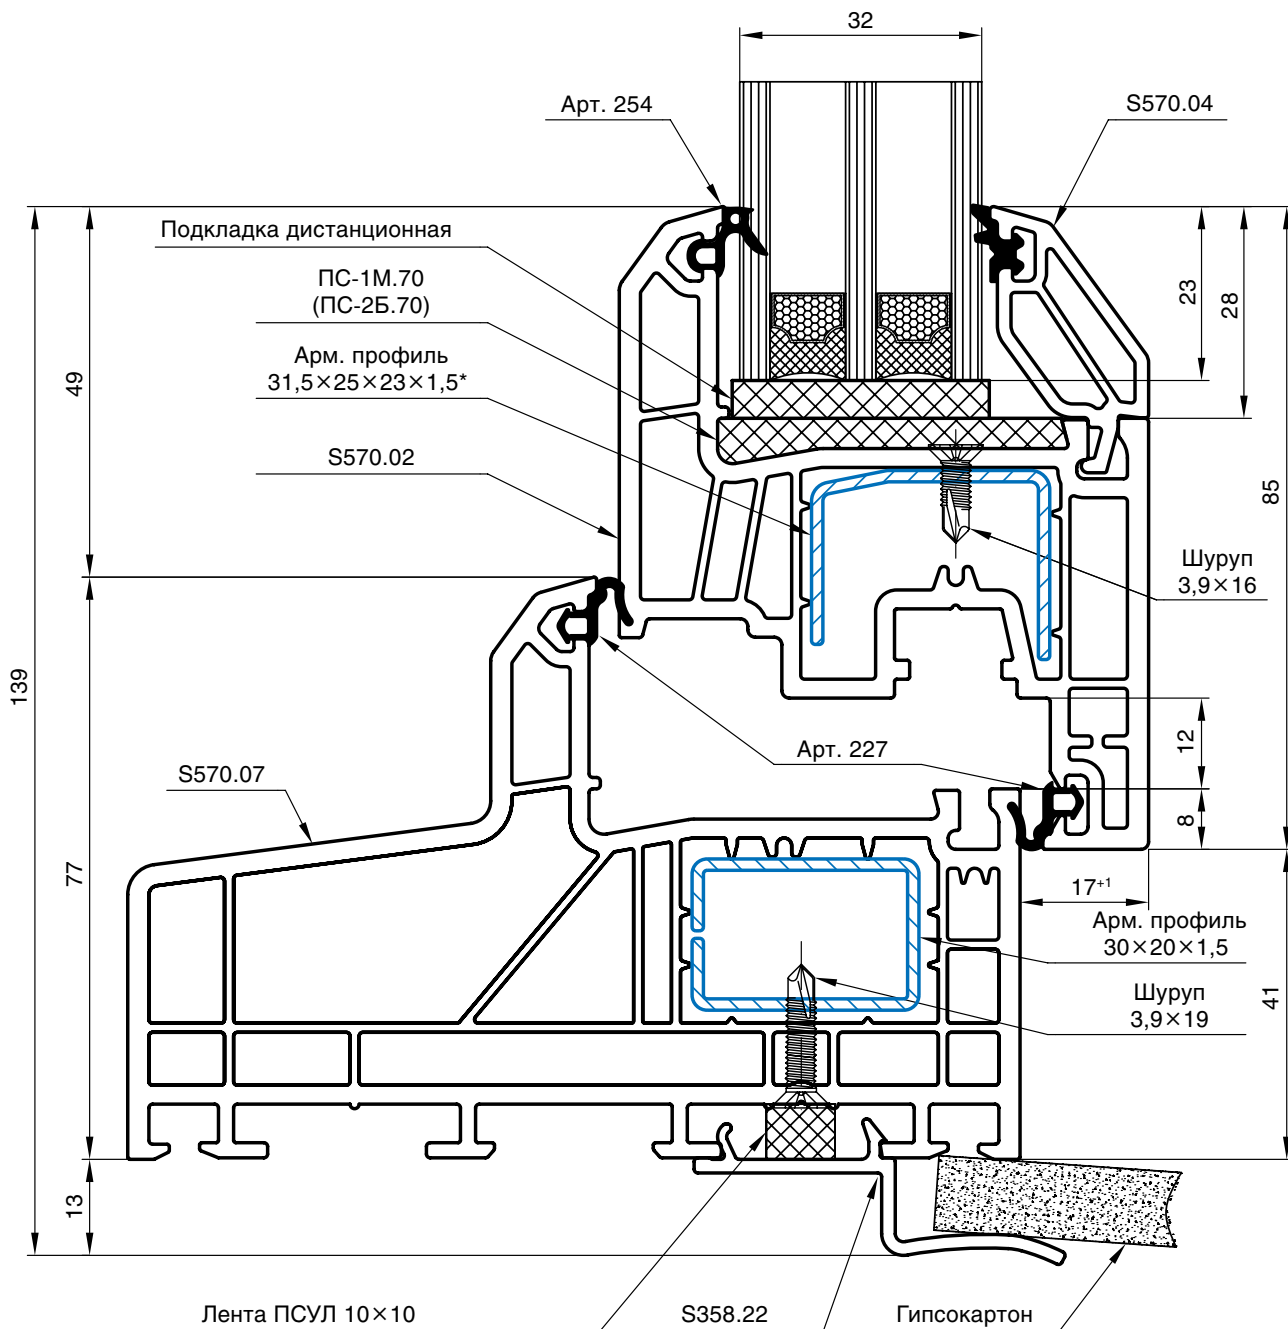 32
Арт. 254
S570.04
Подкладка дистанционная
ПС-1М.70
(ПС-2Б.70)
Арм. профиль
31,5×25×23×1,5*
S570.02
23
28
49
85
Шуруп
3,9×16
139
Арт. 227
12
S570.07
8
77
17+1
Арм. профиль
30×20×1,5
Шуруп
3,9×19
41
13
Лента ПСУЛ 10×10
S358.22
Гипсокартон